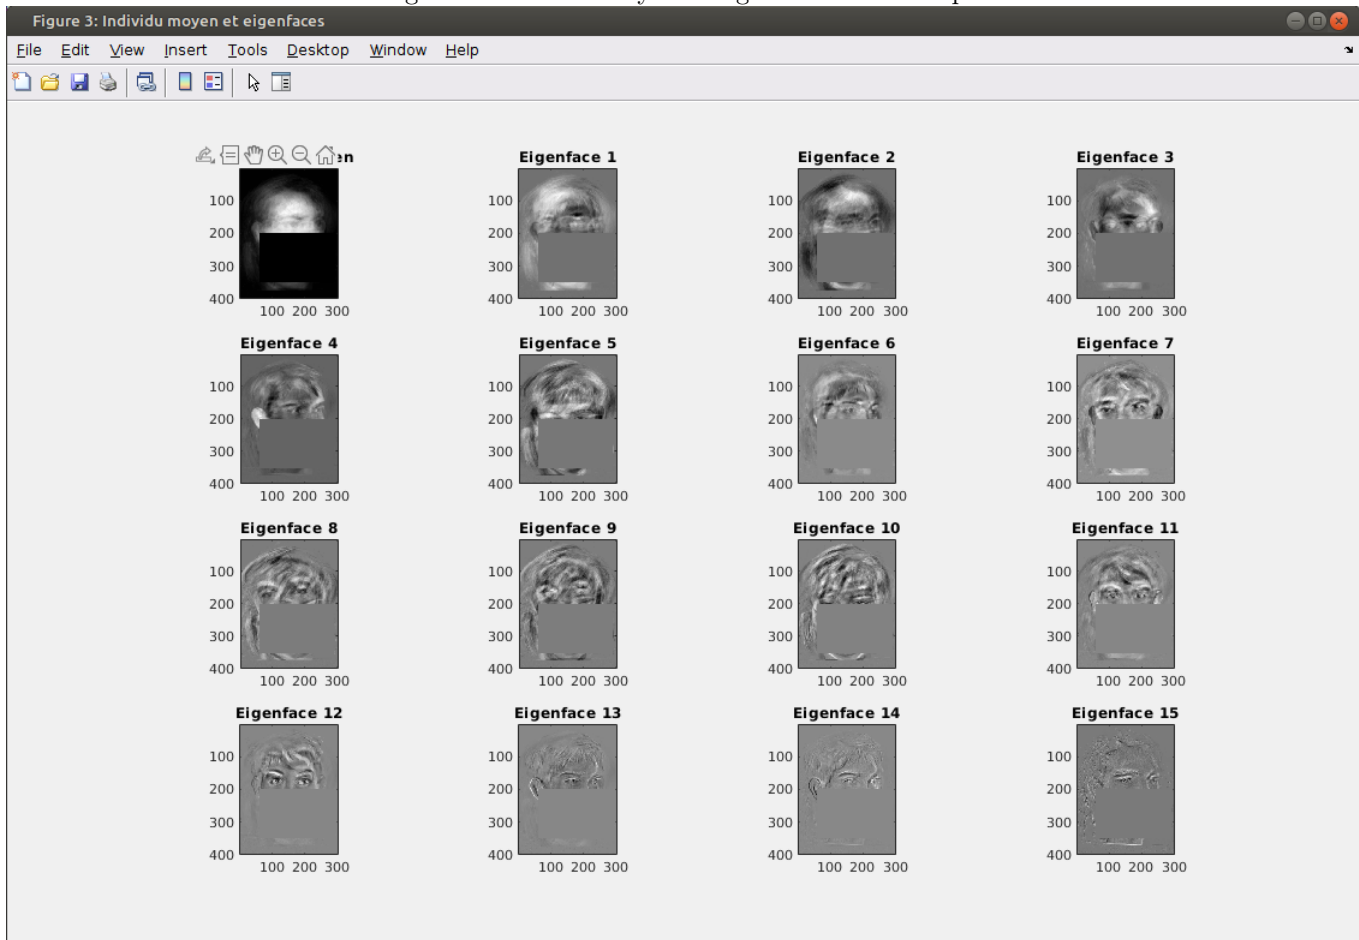 Figure 3: Individu moyen et eigenfaces
File Edit View Insert Tools Desktop Window Help
en Eigenface 1 Eigenface 2 Eigenface 3
100 100 100 100
200 200 200 200
300 300 300 300
400 400 400 400
100 200 300 100 200 300 100 200 300 100 200 300
Eigenface 4 Eigenface 5 Eigenface 6 Eigenface 7
100 100 100 100
200 200 200 200
300 300 300 300
400 400 400 400
100 200 300 100 200 300 100 200 300 100 200 300
Eigenface 8 Eigenface 9 Eigenface 10 Eigenface 11
100 100 100 100
200 200 200 200
300 300 300 300
400 400 400 400
100 200 300 100 200 300 100 200 300 100 200 300
Eigenface 12 Eigenface 13 Eigenface 14 Eigenface 15
100 100 100 100
200 200 200 200
300 300 300 300
400 400 400 400
100 200 300 100 200 300 100 200 300 100 200 300